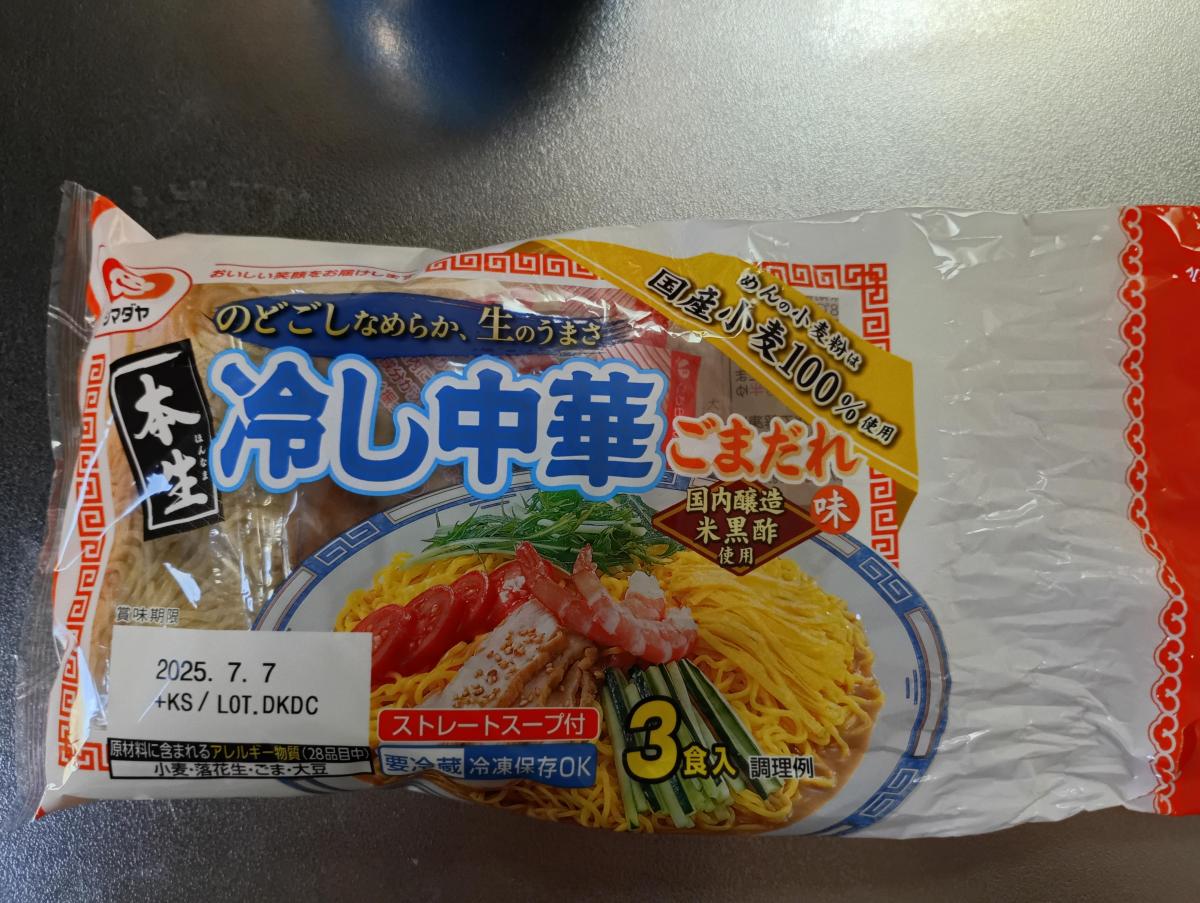 おいしい笑顔をお届けします
シマダヤ
のどごしなめらか、生のうまさ
めんの小麦粉は
国産小麦100%使用
本生
ほんなま
冷し中華
ごまだれ
味
国内醸造
米黒酢
使用
賞味期限
2025. 7. 7
+KS / LOT.DKDC
原材料に含まれるアレルギー物質(28品目中)
小麦・落花生・ごま・大豆
ストレートスープ付
要冷蔵 冷凍保存OK
3食入
調理例